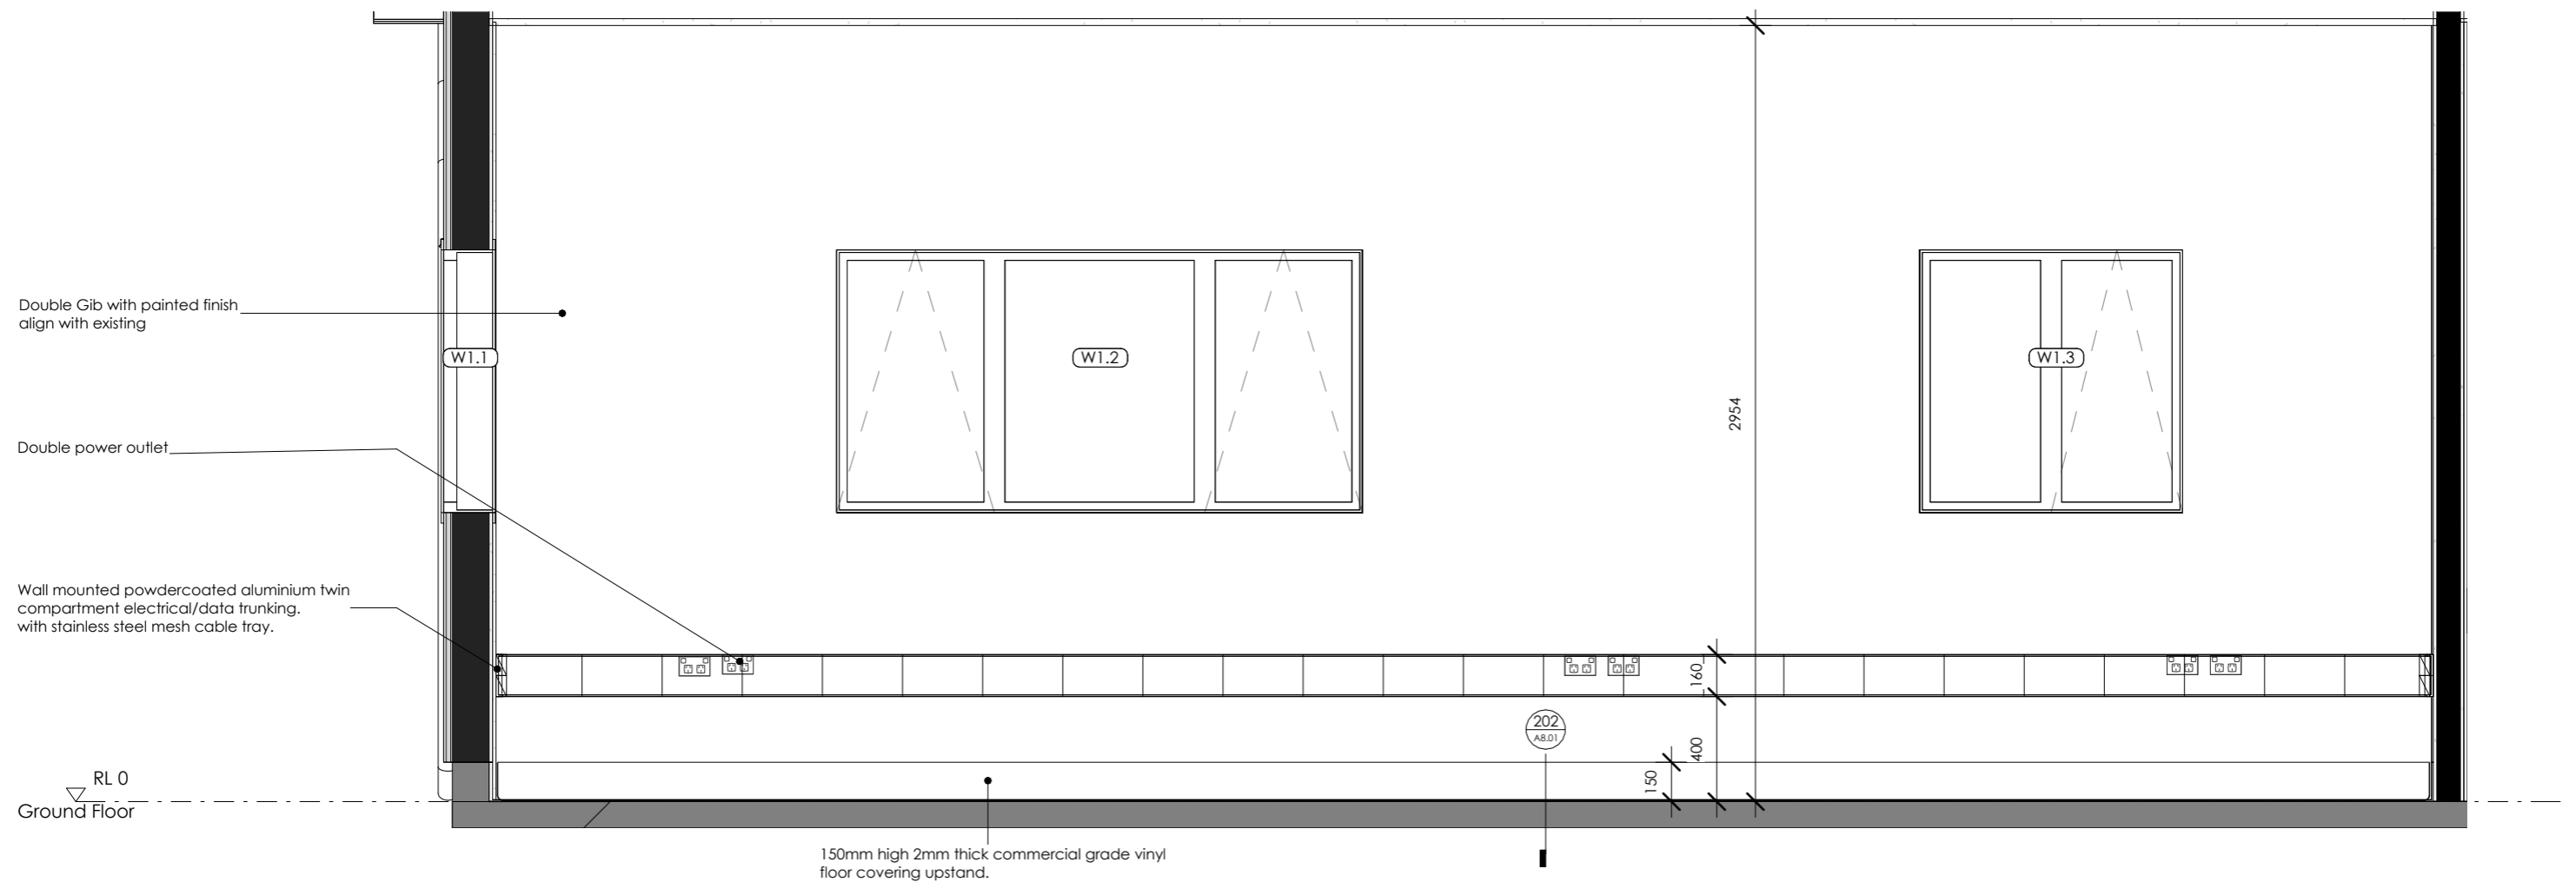 Double Gib with painted finish
align with existing
W1.1
W1.2
W1.3
2954
Double power outlet
Wall mounted powdercoated aluminium twin
compartment electrical/data trunking.
with stainless steel mesh cable tray.
160
202
A8.01
400
150
RL 0
Ground Floor
150mm high 2mm thick commercial grade vinyl
floor covering upstand.